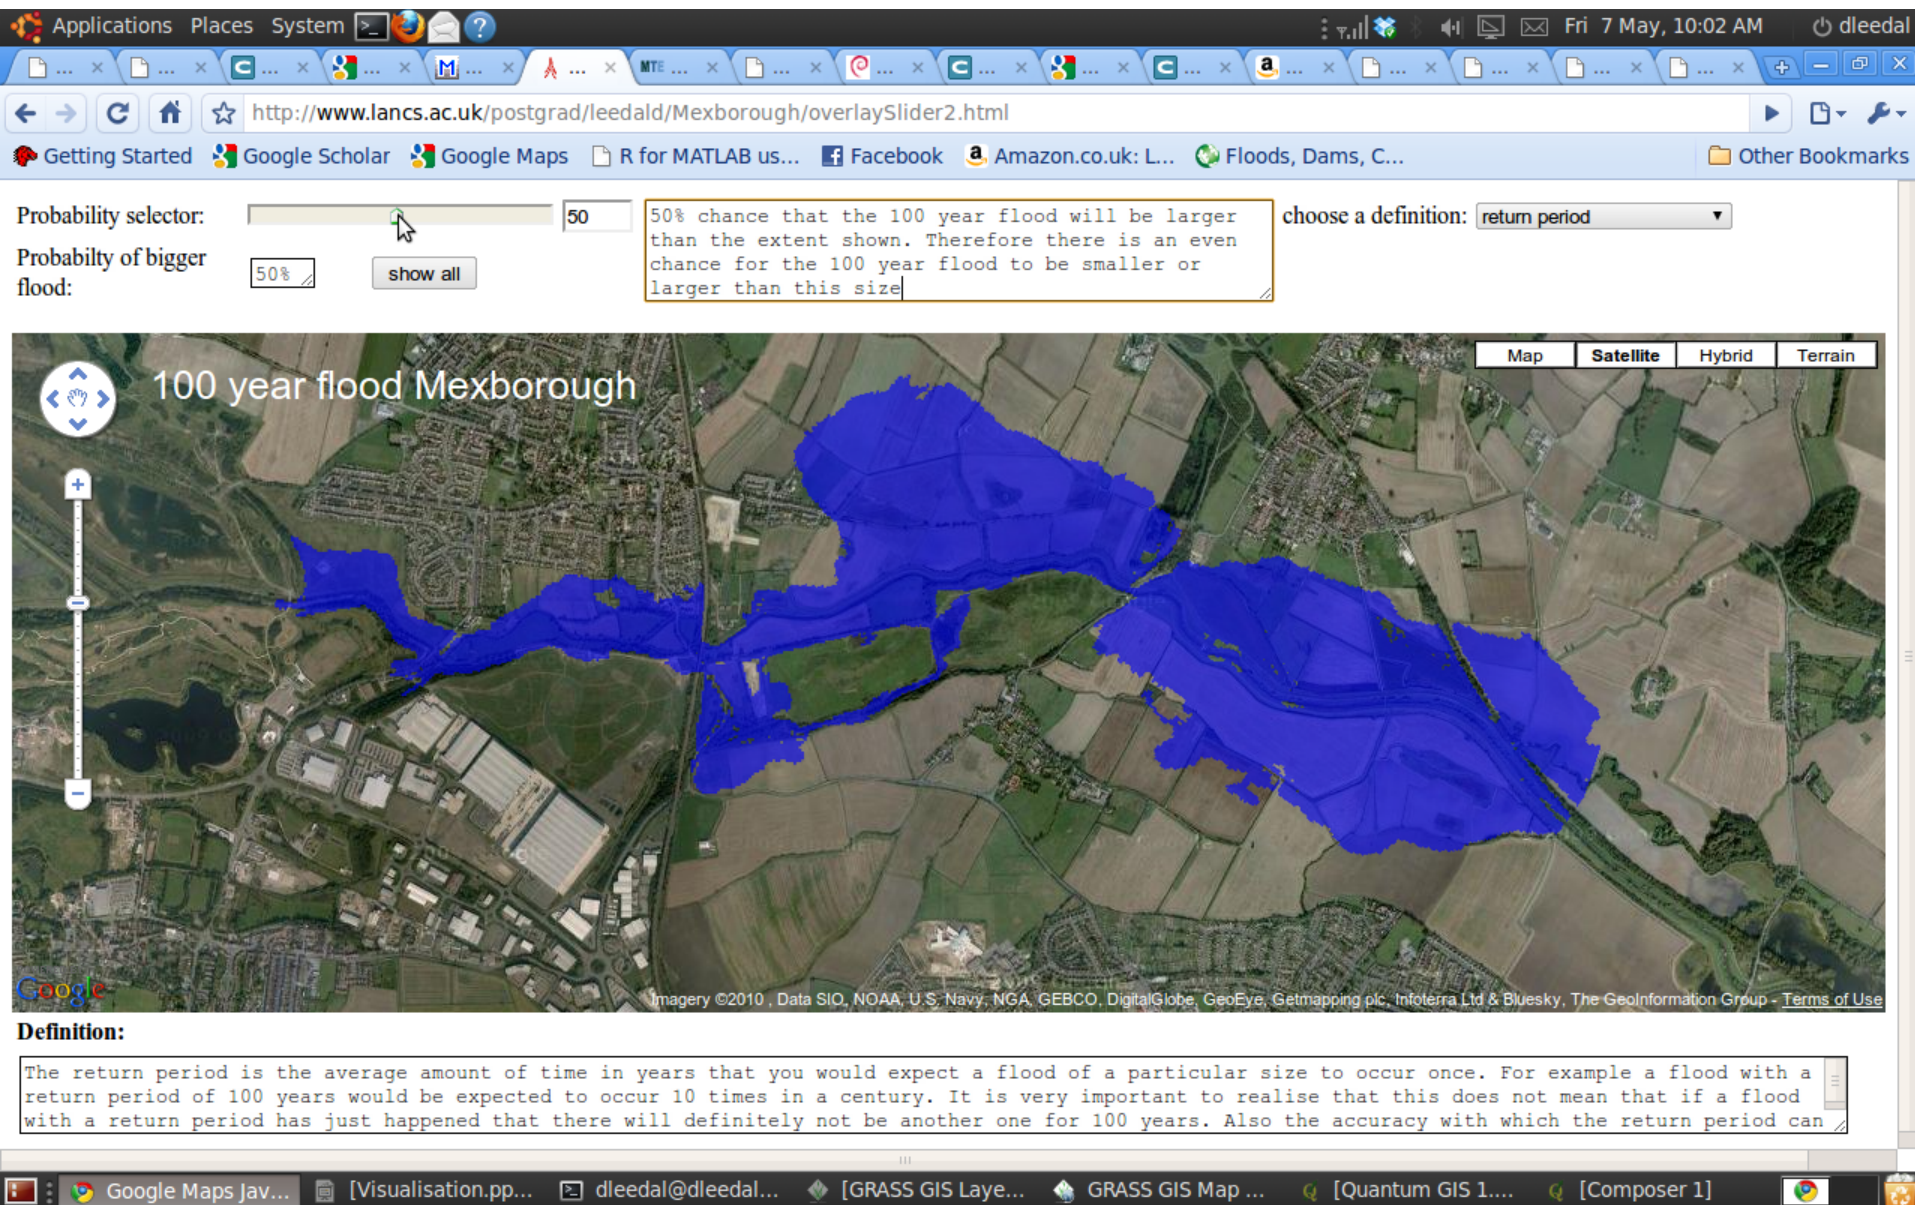 Applications Places System
Fri 7 May, 10:02 AM dleedal
... ... C ... ... M ... ... MTE ... ... ... C ... ... C ... a ... ... ... ... ...
http://www.lancs.ac.uk/postgrad/leedald/Mexborough/overlaySlider2.html
Getting Started Google Scholar Google Maps R for MATLAB us... Facebook Amazon.co.uk: L... Floods, Dams, C... Other Bookmarks
Probability selector: 50
50% chance that the 100 year flood will be larger
than the extent shown. Therefore there is an even
chance for the 100 year flood to be smaller or
larger than this size
choose a definition: return period
Probabilty of bigger
flood:
50%
show all
Map Satellite Hybrid Terrain
100 year flood Mexborough
Google
Imagery ©2010 , Data SIO, NOAA, U.S. Navy, NGA, GEBCO, DigitalGlobe, GeoEye, Getmapping plc, Infoterra Ltd & Bluesky, The GeoInformation Group - Terms of Use
Definition:
The return period is the average amount of time in years that you would expect a flood of a particular size to occur once. For example a flood with a
return period of 100 years would be expected to occur 10 times in a century. It is very important to realise that this does not mean that if a flood
with a return period has just happened that there will definitely not be another one for 100 years. Also the accuracy with which the return period can
Google Maps Jav... [Visualisation.pp... dleedal@dleedal... [GRASS GIS Laye... GRASS GIS Map ... [Quantum GIS 1.... [Composer 1]